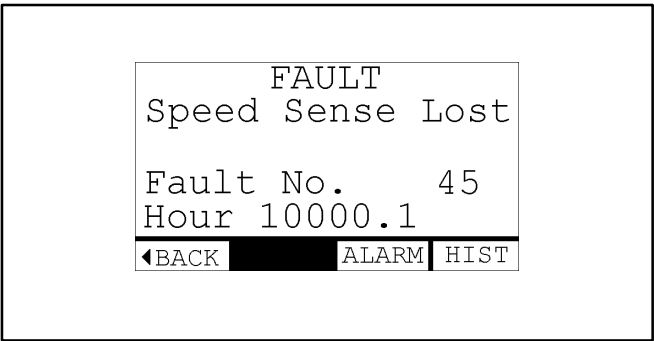 FAULT
Speed Sense Lost
Fault No. 45
Hour 10000.1
◀BACK ALARM HIST